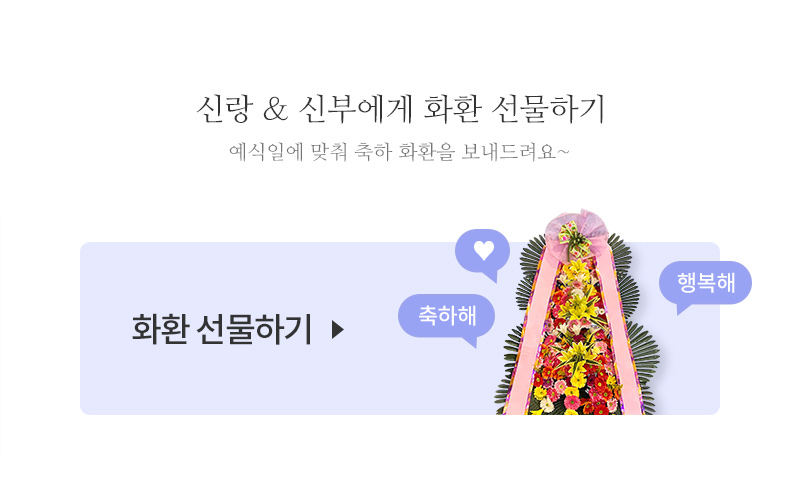 신랑 & 신부에게 화환 선물하기
예식일에 맞춰 축하 화환을 보내드려요~
화환 선물하기
축하해
행복해